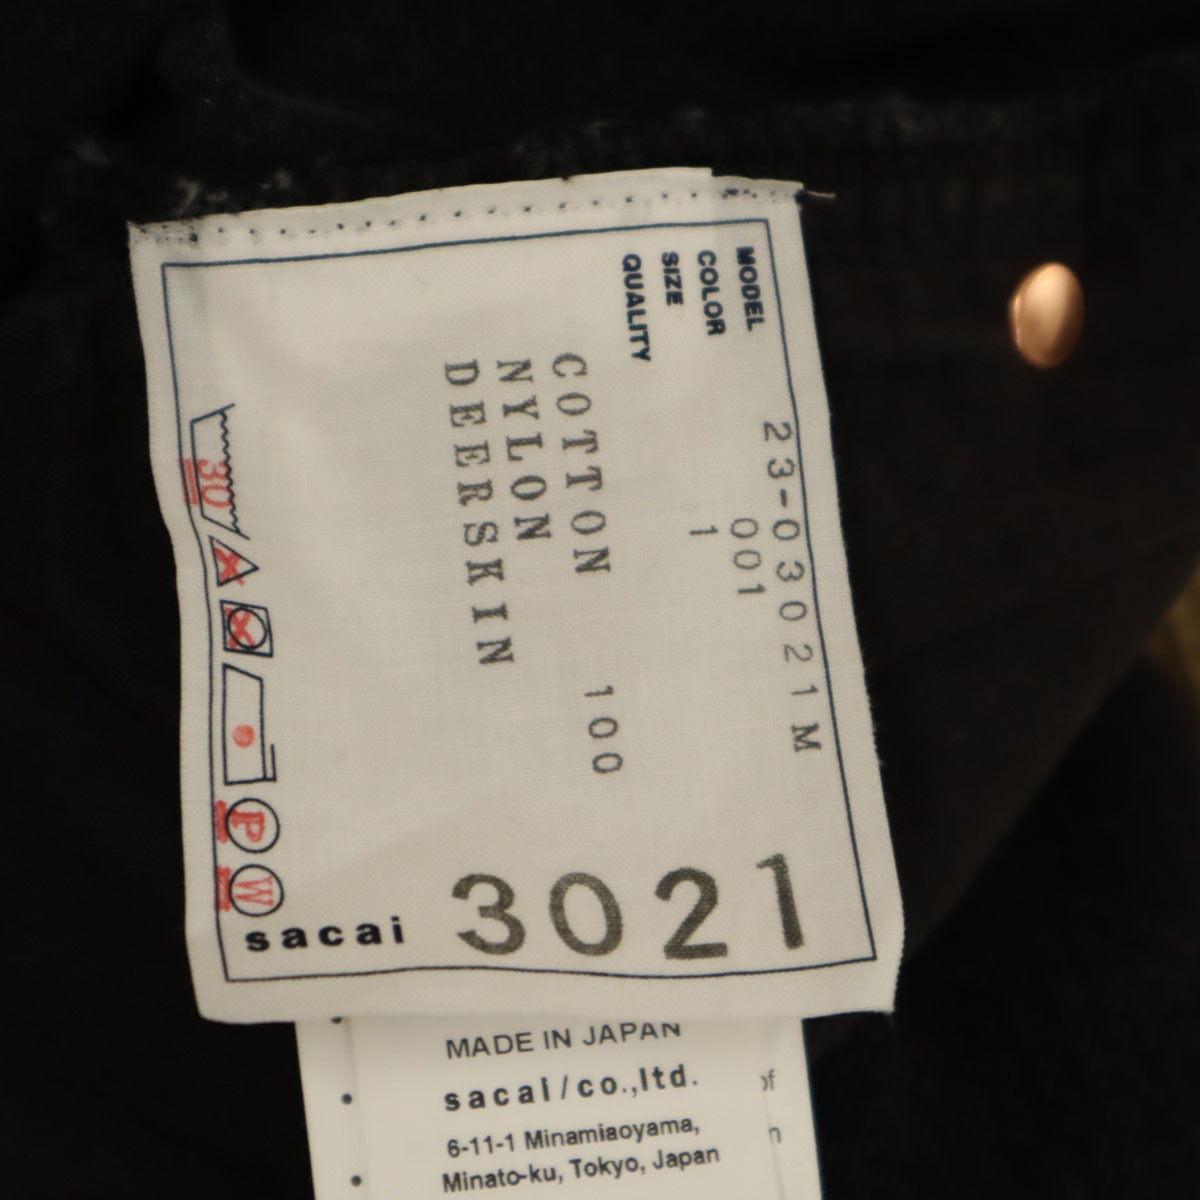 MODEL 23-03021M
COLOR 001
SIZE 1
QUALITY
COTTON 100
NYLON
DEERSKIN
30
P
W
sacai 3021
MADE IN JAPAN
sacai/co.,ltd.
6-11-1 Minamiaoyama,
Minato-ku, Tokyo, Japan
of